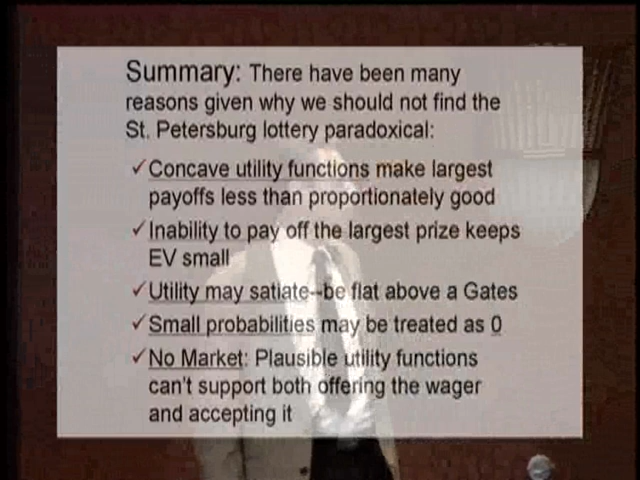 Summary: There have been many
reasons given why we should not find the
St. Petersburg lottery paradoxical:
✓Concave utility functions make largest
payoffs less than proportionately good
✓Inability to pay off the largest prize keeps
EV small
✓Utility may satiate--be flat above a Gates
✓Small probabilities may be treated as 0
✓No Market: Plausible utility functions
can't support both offering the wager
and accepting it